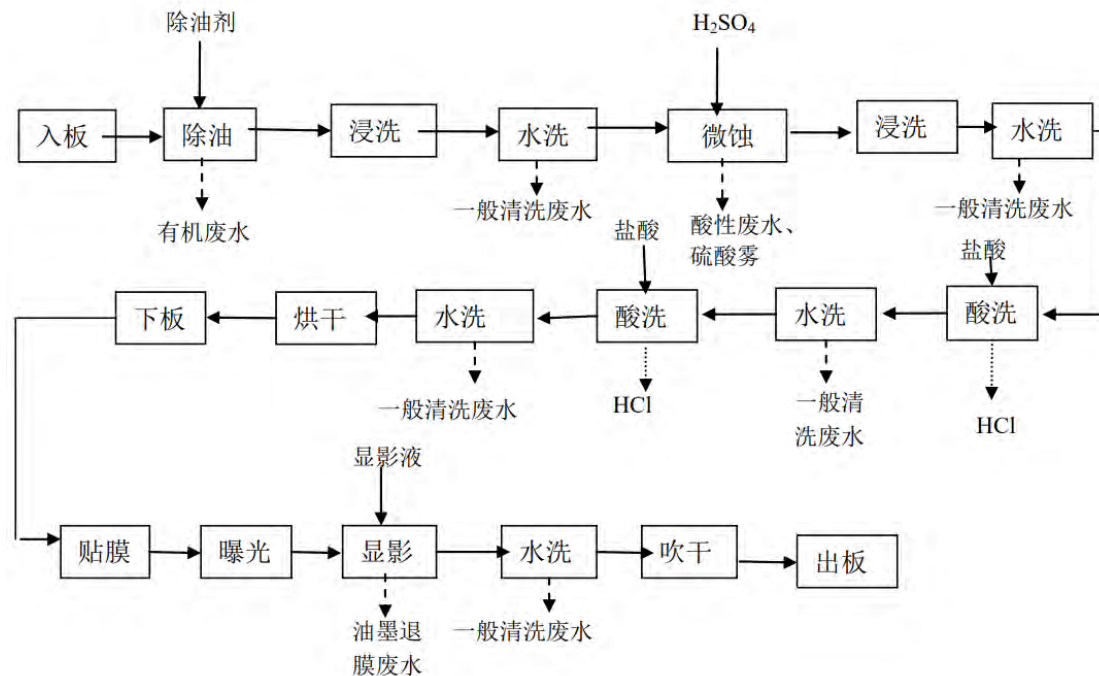 除油剂
H₂SO₄
入板
除油
浸洗
水洗
微蚀
浸洗
水洗
有机废水
一般清洗废水
酸性废水、
硫酸雾
一般清洗废水
盐酸
盐酸
下板
烘干
水洗
酸洗
水洗
酸洗
一般清洗废水
HCl
一般清
洗废水
HCl
显影液
贴膜
曝光
显影
水洗
吹干
出板
油墨退
膜废水
一般清洗废水